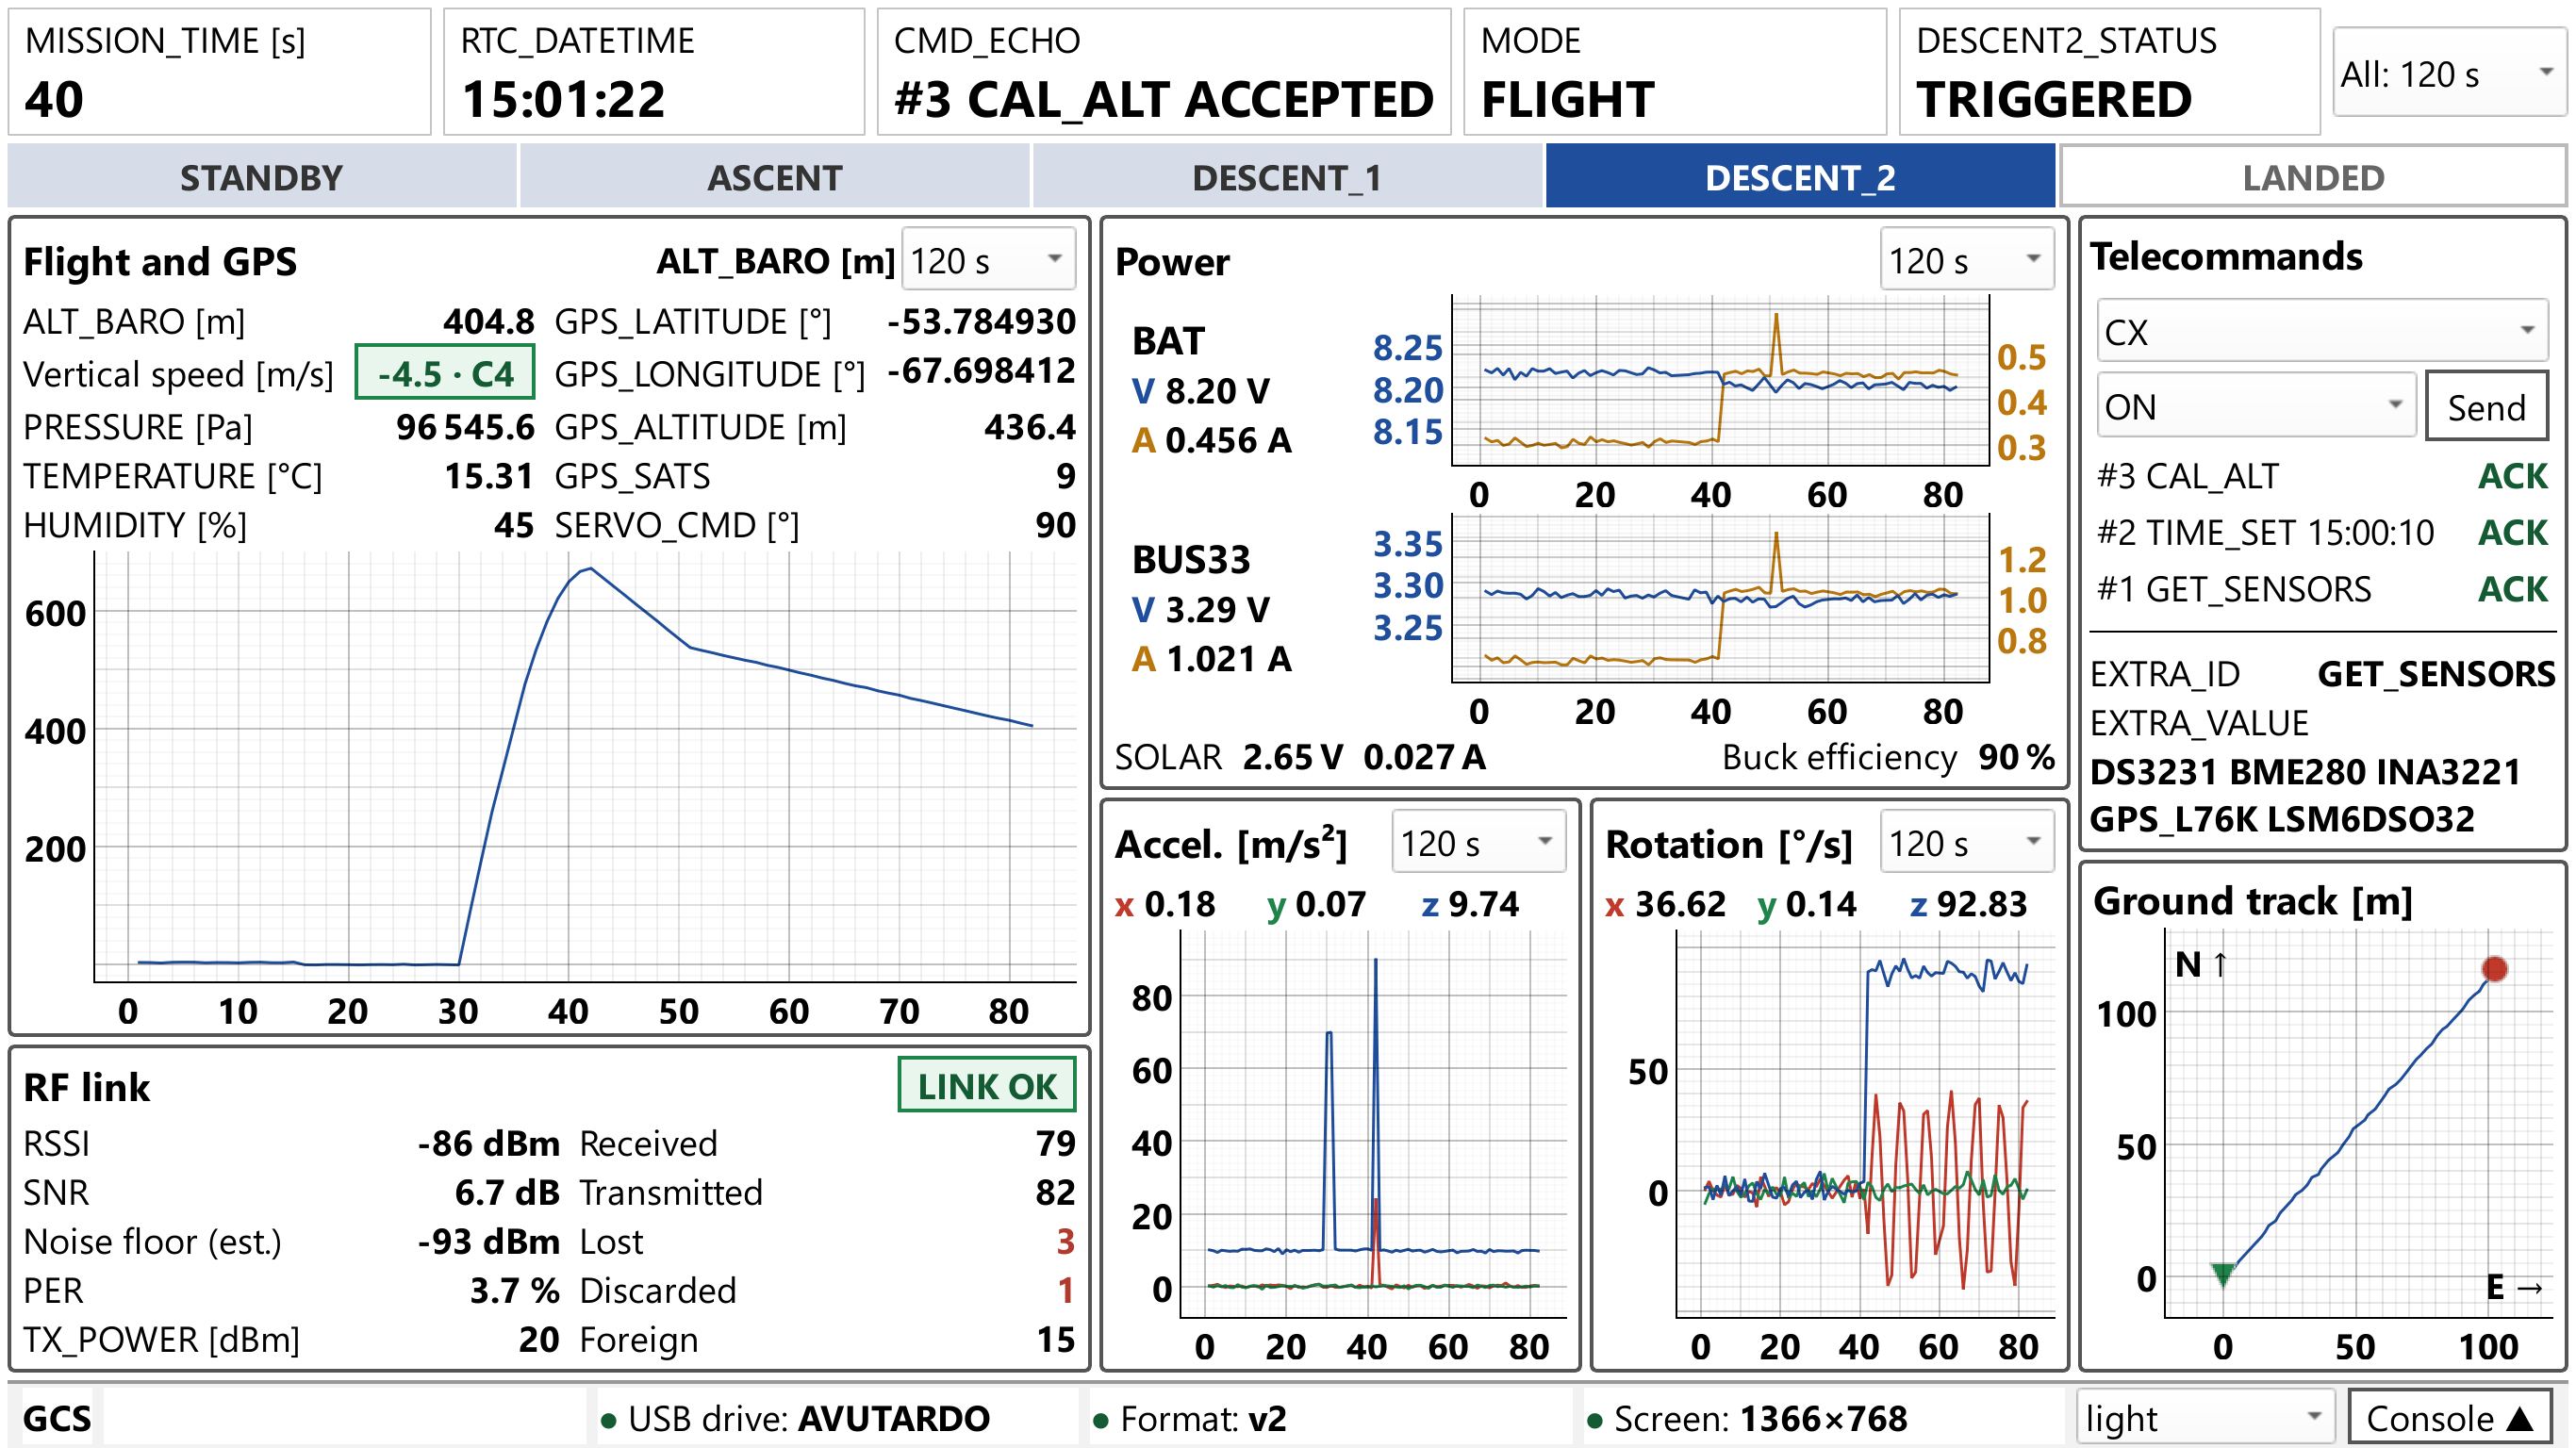 MISSION_TIME [s]
40
RTC_DATETIME
15:01:22
CMD_ECHO
#3 CAL_ALT ACCEPTED
MODE
FLIGHT
DESCENT2_STATUS
TRIGGERED
All: 120 s
STANDBY
ASCENT
DESCENT_1
DESCENT_2
LANDED
Flight and GPS
ALT_BARO [m]
120 s
ALT_BARO [m] 404.8 GPS_LATITUDE [°] -53.784930
Vertical speed [m/s] -4.5 · C4 GPS_LONGITUDE [°] -67.698412
PRESSURE [Pa] 96 545.6 GPS_ALTITUDE [m] 436.4
TEMPERATURE [°C] 15.31 GPS_SATS 9
HUMIDITY [%] 45 SERVO_CMD [°] 90
600
400
200
0 10 20 30 40 50 60 70 80
RF link
LINK OK
RSSI -86 dBm Received 79
SNR 6.7 dB Transmitted 82
Noise floor (est.) -93 dBm Lost 3
PER 3.7 % Discarded 1
TX_POWER [dBm] 20 Foreign 15
Power
120 s
BAT
V 8.20 V
A 0.456 A
8.25
8.20
8.15
0.5
0.4
0.3
0 20 40 60 80
BUS33
V 3.29 V
A 1.021 A
3.35
3.30
3.25
1.2
1.0
0.8
0 20 40 60 80
SOLAR 2.65 V 0.027 A Buck efficiency 90 %
Accel. [m/s²]
120 s
x 0.18 y 0.07 z 9.74
80
60
40
20
0
0 20 40 60 80
Rotation [°/s]
120 s
x 36.62 y 0.14 z 92.83
50
0
0 20 40 60 80
Telecommands
CX
ON
Send
#3 CAL_ALT ACK
#2 TIME_SET 15:00:10 ACK
#1 GET_SENSORS ACK
EXTRA_ID GET_SENSORS
EXTRA_VALUE
DS3231 BME280 INA3221
GPS_L76K LSM6DSO32
Ground track [m]
N ↑
100
50
0
E →
0 50 100
GCS
● USB drive: AVUTARDO
● Format: v2
● Screen: 1366×768
light
Console ▲